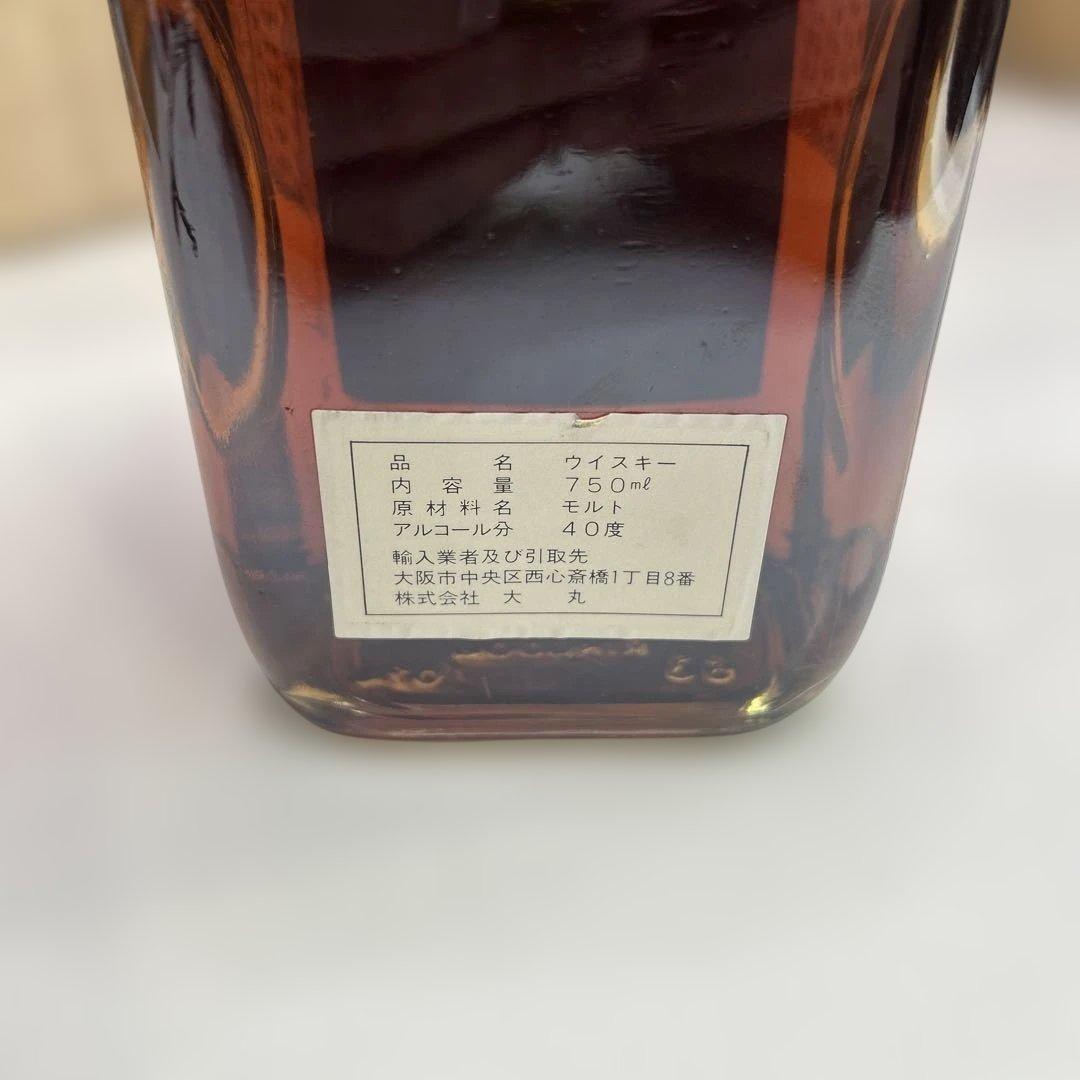 品名 ウイスキー
内容量 750ml
原材料名 モルト
アルコール分 40度
輸入業者及び引取先
大阪市中央区西心斎橋1丁目8番
株式会社 大丸